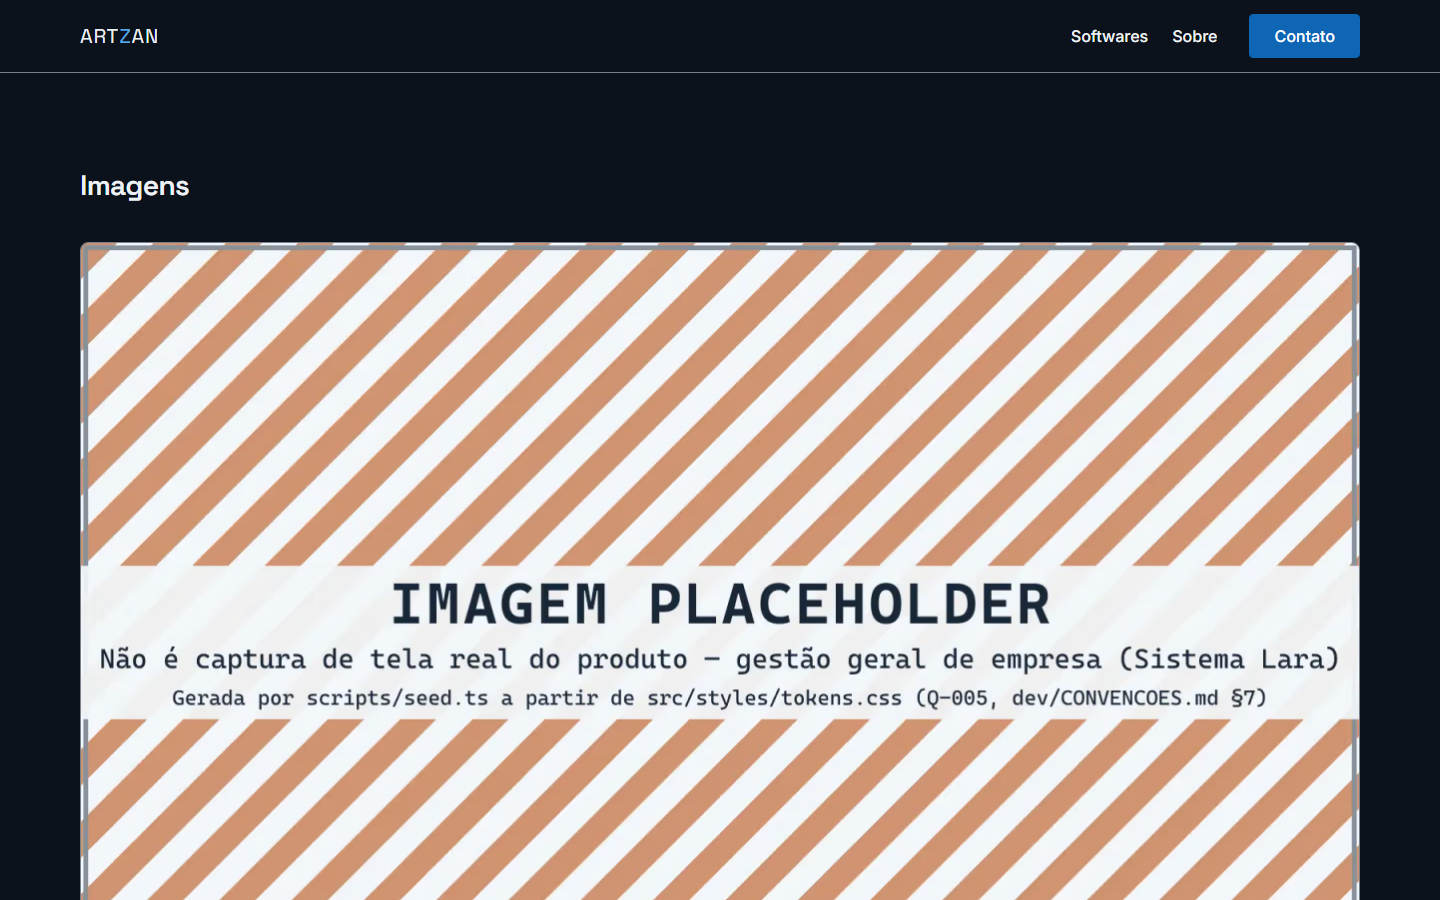 ARTZAN
Softwares
Sobre
Contato
Imagens
IMAGEM PLACEHOLDER
Não é captura de tela real do produto — gestão geral de empresa (Sistema Lara)
Gerada por scripts/seed.ts a partir de src/styles/tokens.css (Q-005, dev/CONVENCOES.md §7)